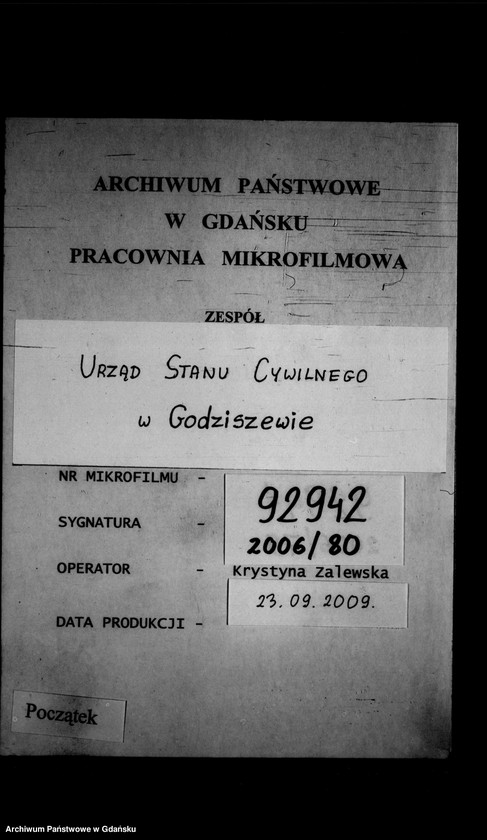 ARCHIWUM PAŃSTWOWE
W GDAŃSKU
PRACOWNIA MIKROFILMOWA
ZESPÓŁ
URZĄD STANU CYWILNEGO
w Godziszewie
NR MIKROFILMU - 92942
SYGNATURA - 2006/80
OPERATOR - Krystyna Zalewska
DATA PRODUKCJI - 23.09.2009.
Początek
Archiwum Państwowe w Gdańsku